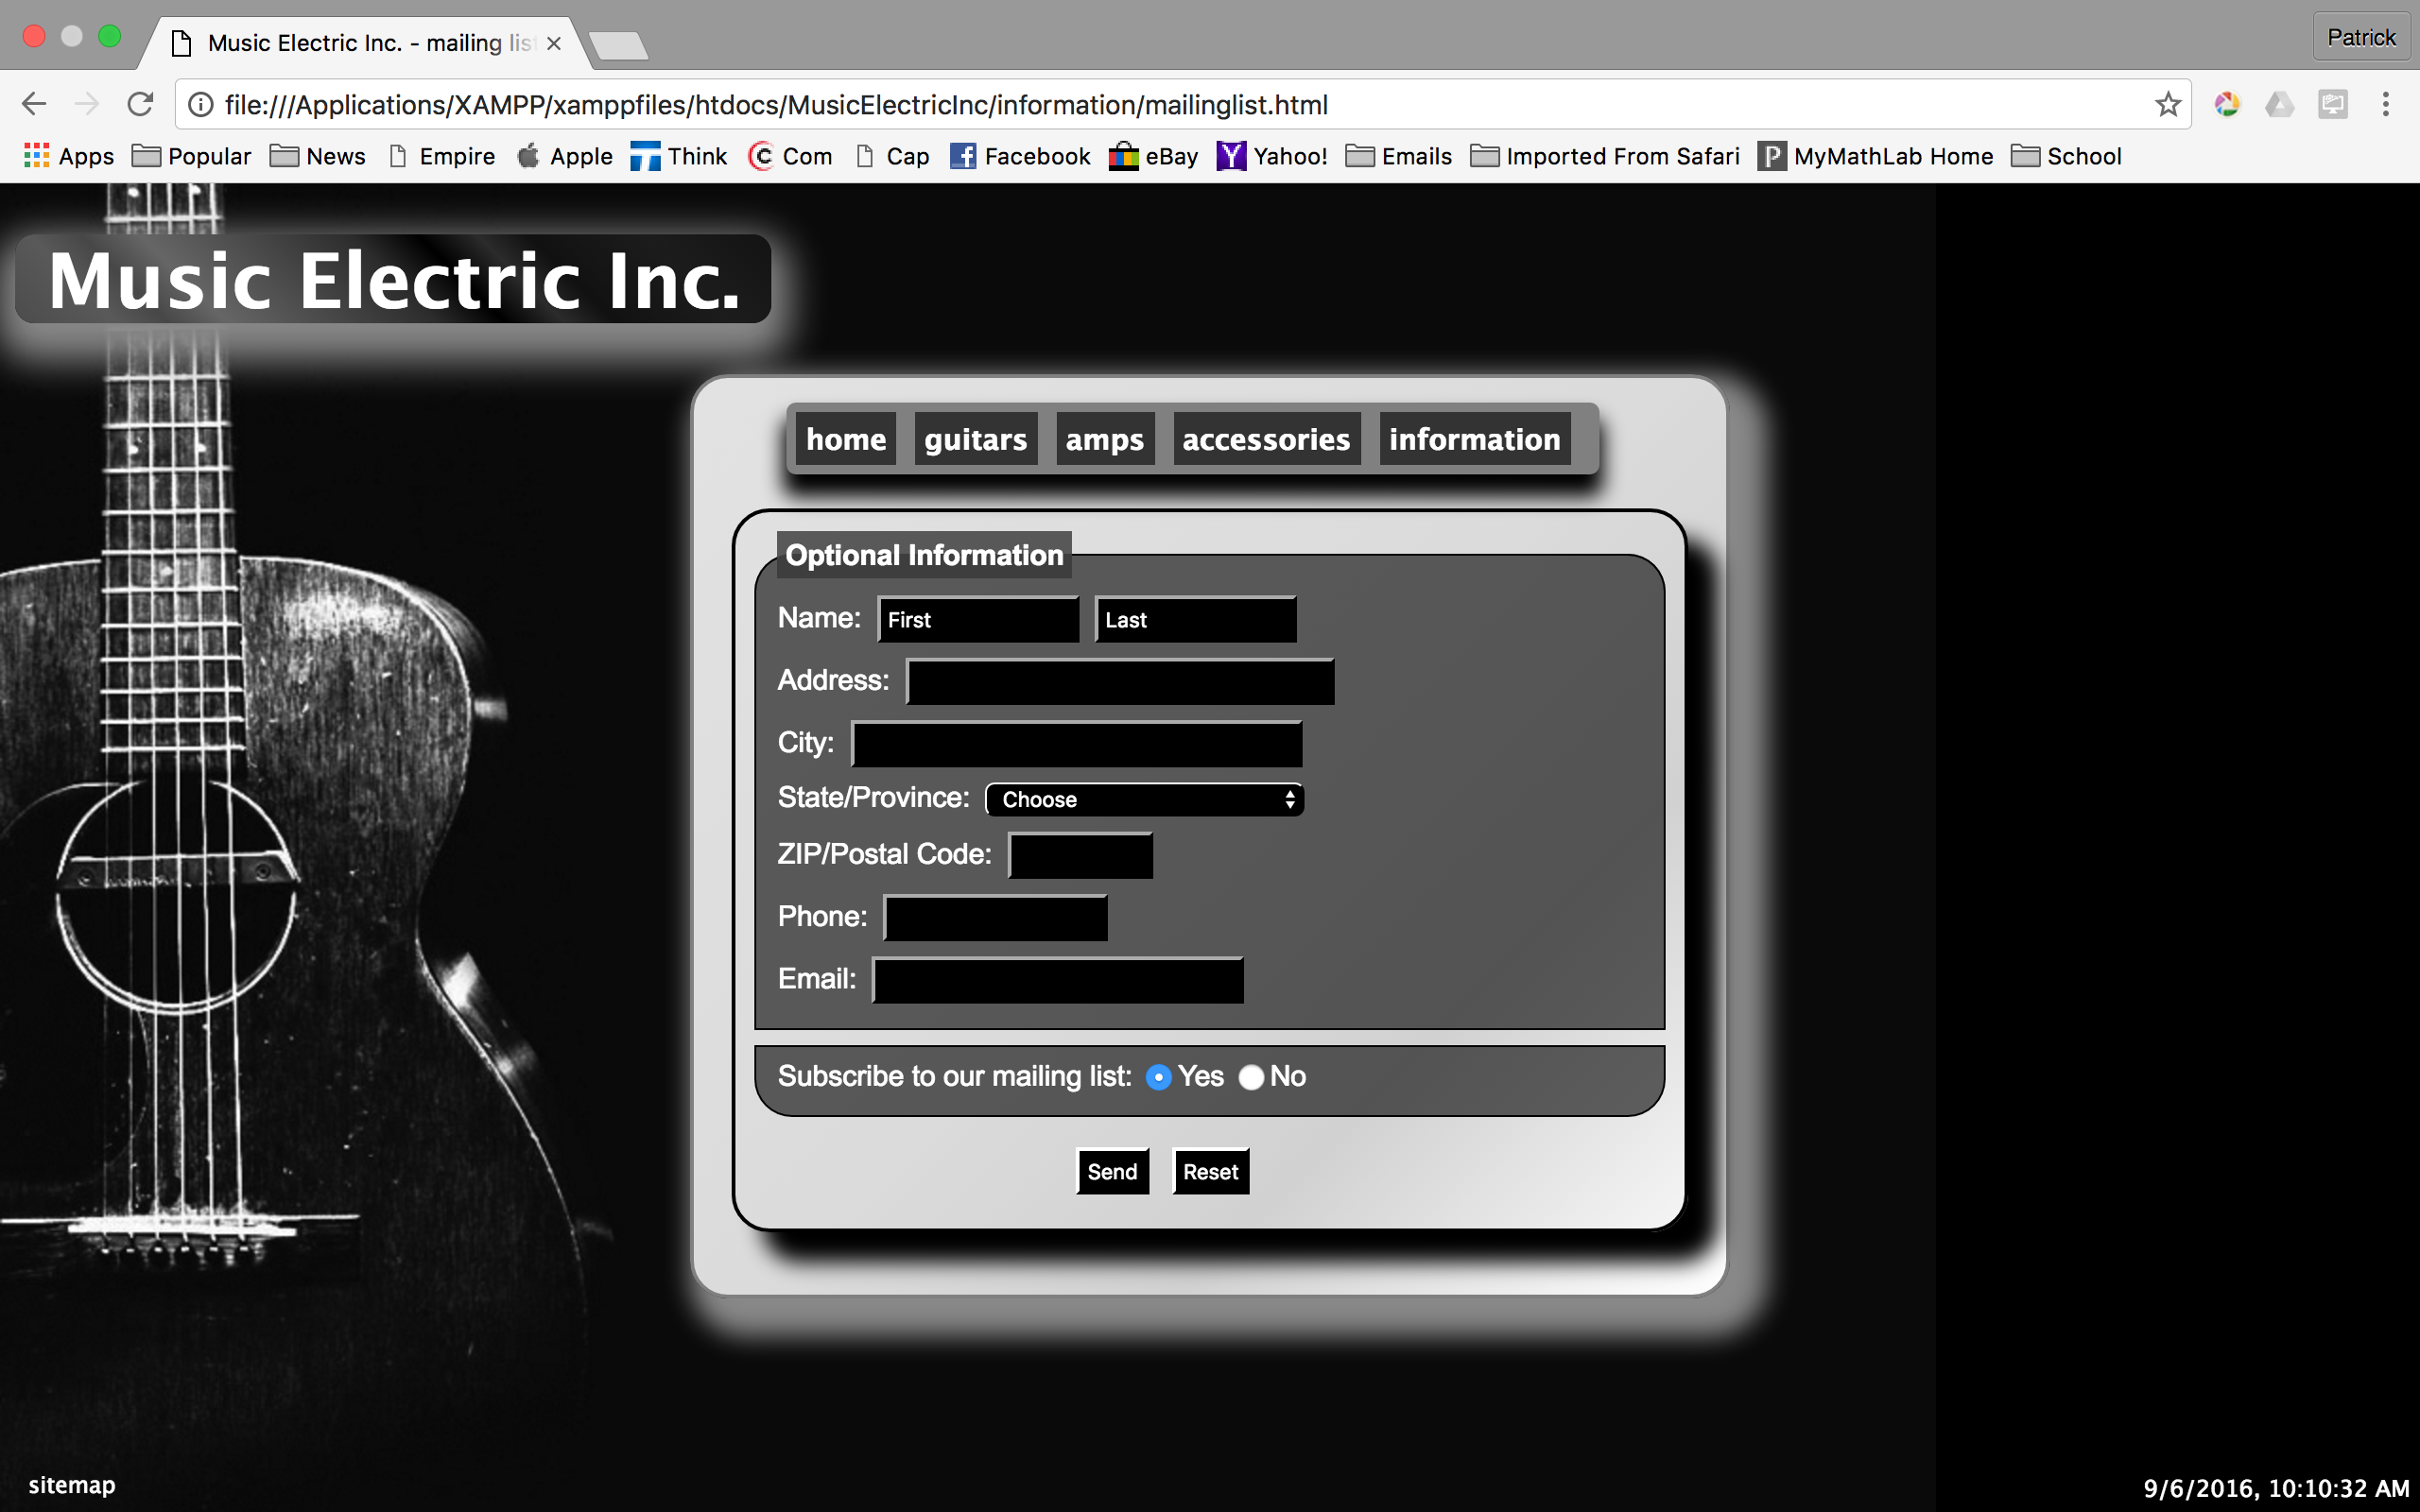 Music Electric Inc. - mailing lis
Patrick
file:///Applications/XAMPP/xamppfiles/htdocs/MusicElectricInc/information/mailinglist.html
Apps Popular News Empire Apple Think Com Cap Facebook eBay Yahoo! Emails Imported From Safari MyMathLab Home School
Music Electric Inc.
home guitars amps accessories information
Optional Information
Name: First Last
Address:
City:
State/Province: Choose
ZIP/Postal Code:
Phone:
Email:
Subscribe to our mailing list: Yes No
Send Reset
sitemap
9/6/2016, 10:10:32 AM